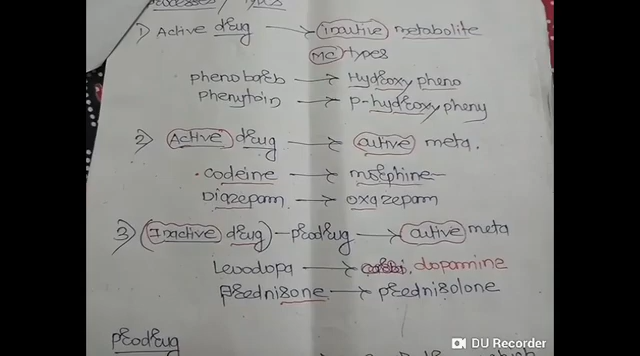 1) Active drug → inactive metabolite
MC types
phenobarb → Hydroxy pheno
Phenytoin → p-hydroxy pheny
2) Active drug → active meta.
codeine → morphine
Diazepam → oxazepam
3) (Inactive drug) - prodrug → active meta
Levodopa → dopamine
prednisone → prednisolone
prodrug
DU Recorder